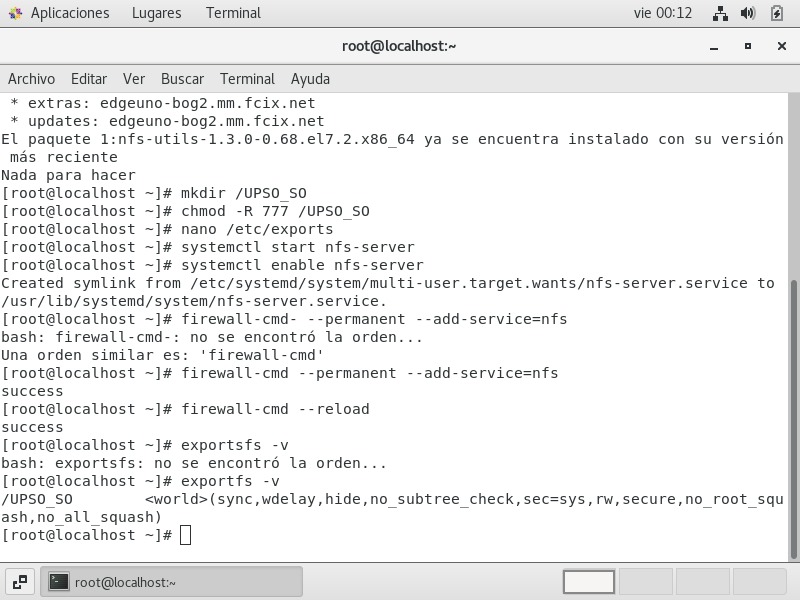 Aplicaciones Lugares Terminal vie 00:12
root@localhost:~
Archivo Editar Ver Buscar Terminal Ayuda
 * extras: edgeuno-bog2.mm.fcix.net
 * updates: edgeuno-bog2.mm.fcix.net
El paquete 1:nfs-utils-1.3.0-0.68.el7.2.x86_64 ya se encuentra instalado con su versión
 más reciente
Nada para hacer
[root@localhost ~]# mkdir /UPSO_SO
[root@localhost ~]# chmod -R 777 /UPSO_SO
[root@localhost ~]# nano /etc/exports
[root@localhost ~]# systemctl start nfs-server
[root@localhost ~]# systemctl enable nfs-server
Created symlink from /etc/systemd/system/multi-user.target.wants/nfs-server.service to
/usr/lib/systemd/system/nfs-server.service.
[root@localhost ~]# firewall-cmd- --permanent --add-service=nfs
bash: firewall-cmd-: no se encontró la orden...
Una orden similar es: 'firewall-cmd'
[root@localhost ~]# firewall-cmd --permanent --add-service=nfs
success
[root@localhost ~]# firewall-cmd --reload
success
[root@localhost ~]# exportsfs -v
bash: exportsfs: no se encontró la orden...
[root@localhost ~]# exportfs -v
/UPSO_SO        <world>(sync,wdelay,hide,no_subtree_check,sec=sys,rw,secure,no_root_squ
ash,no_all_squash)
[root@localhost ~]#
root@localhost:~